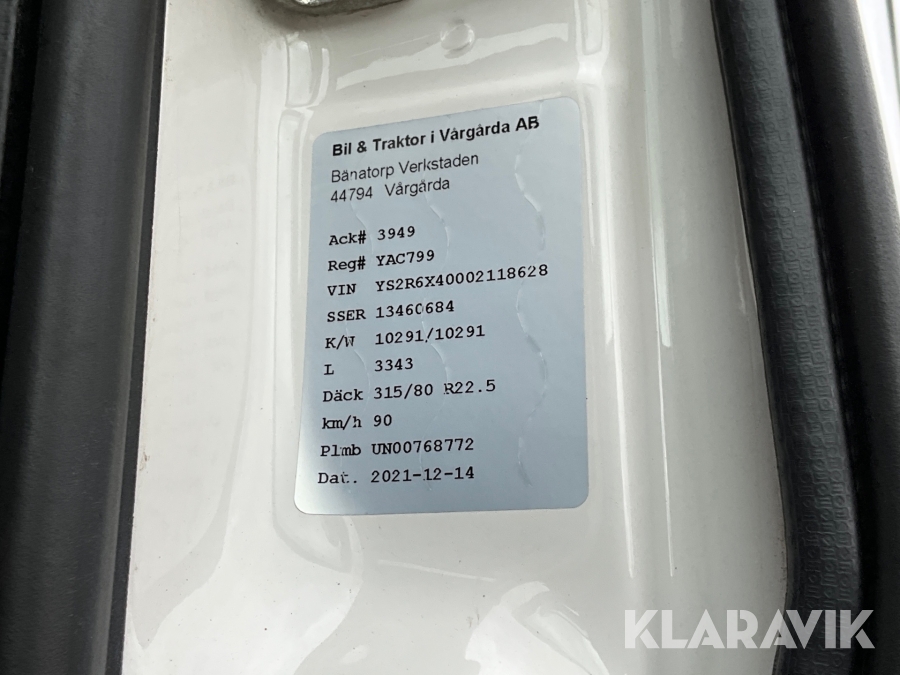 Bil & Traktor i Vårgårda AB
Bänatorp Verkstaden
44794 Vårgårda
Ack# 3949
Reg# YAC799
VIN YS2R6X40002118628
SSER 13460684
K/W 10291/10291
L 3343
Däck 315/80 R22.5
km/h 90
Plmb UN00768772
Dat. 2021-12-14
KLARAVIK